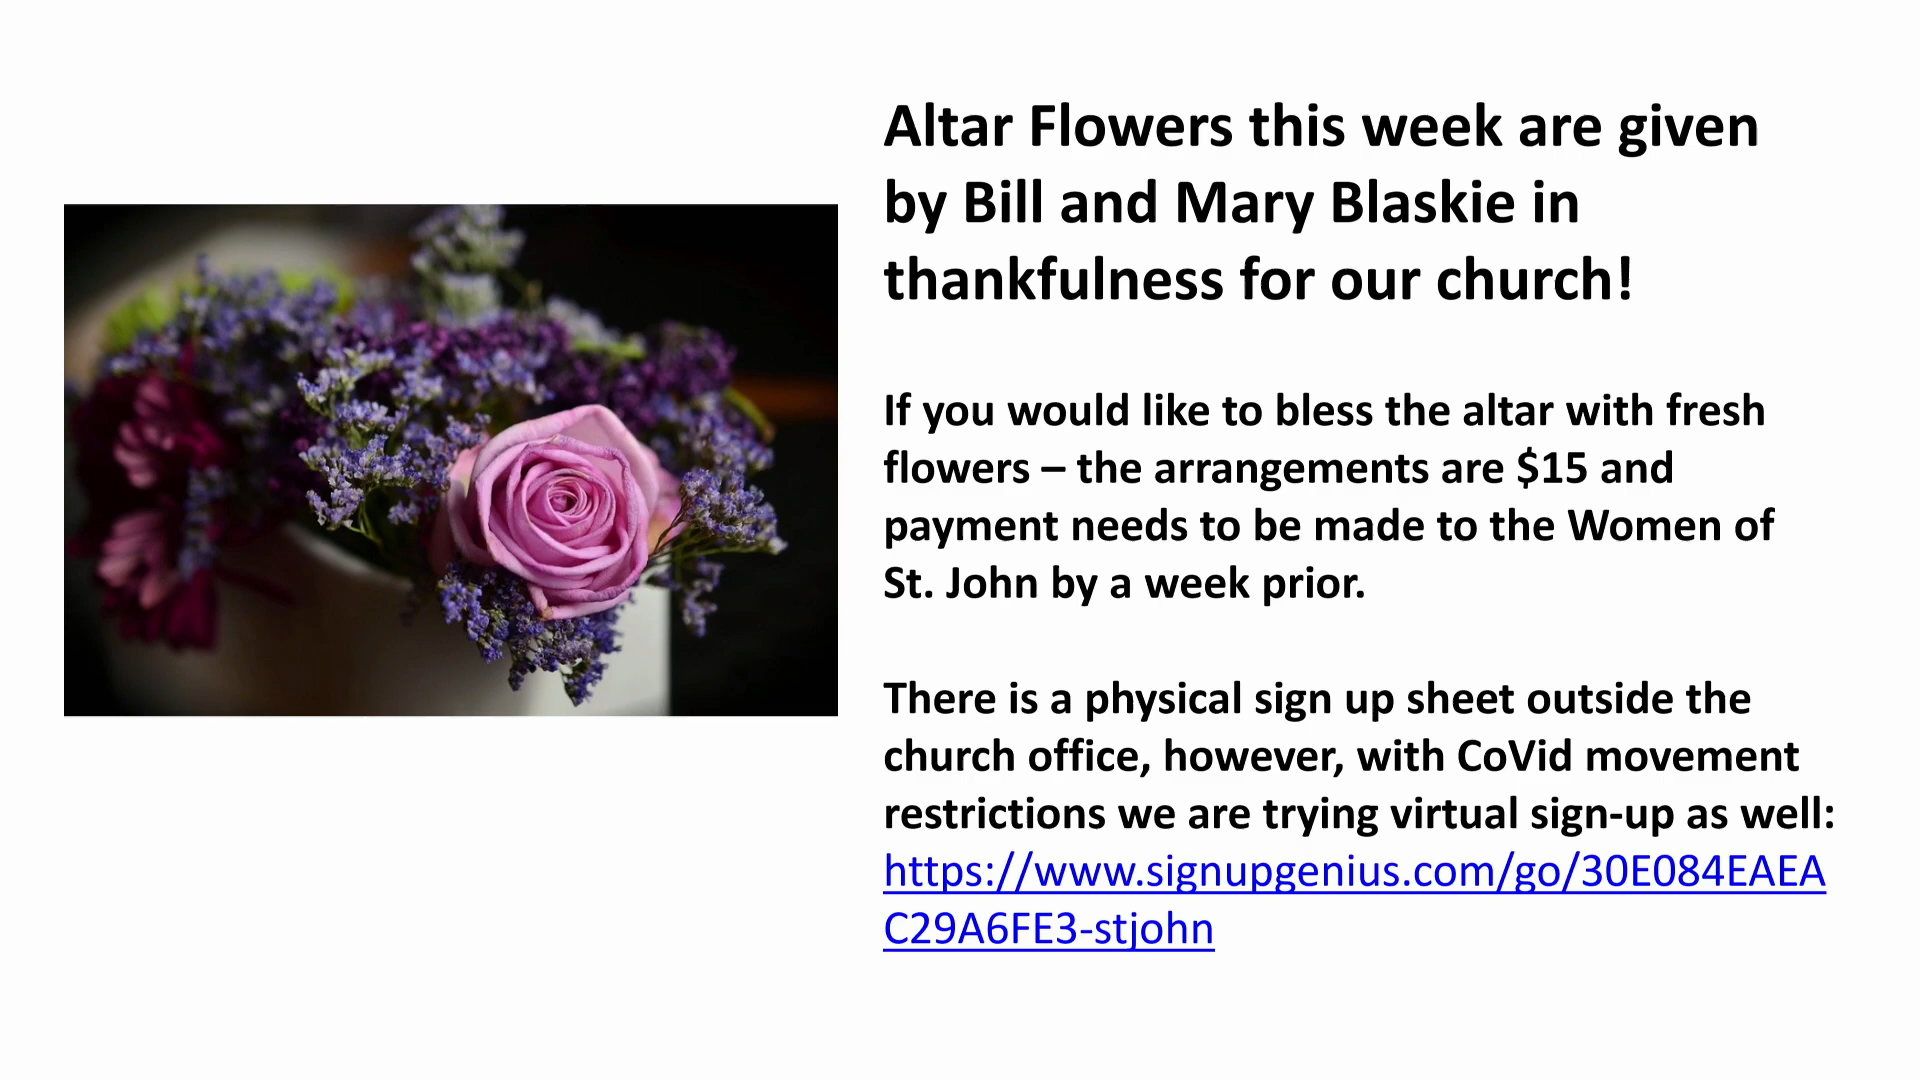 Altar Flowers this week are given
by Bill and Mary Blaskie in
thankfulness for our church!
If you would like to bless the altar with fresh
flowers – the arrangements are $15 and
payment needs to be made to the Women of
St. John by a week prior.
There is a physical sign up sheet outside the
church office, however, with CoVid movement
restrictions we are trying virtual sign-up as well:
https://www.signupgenius.com/go/30E084EAEA
C29A6FE3-stjohn